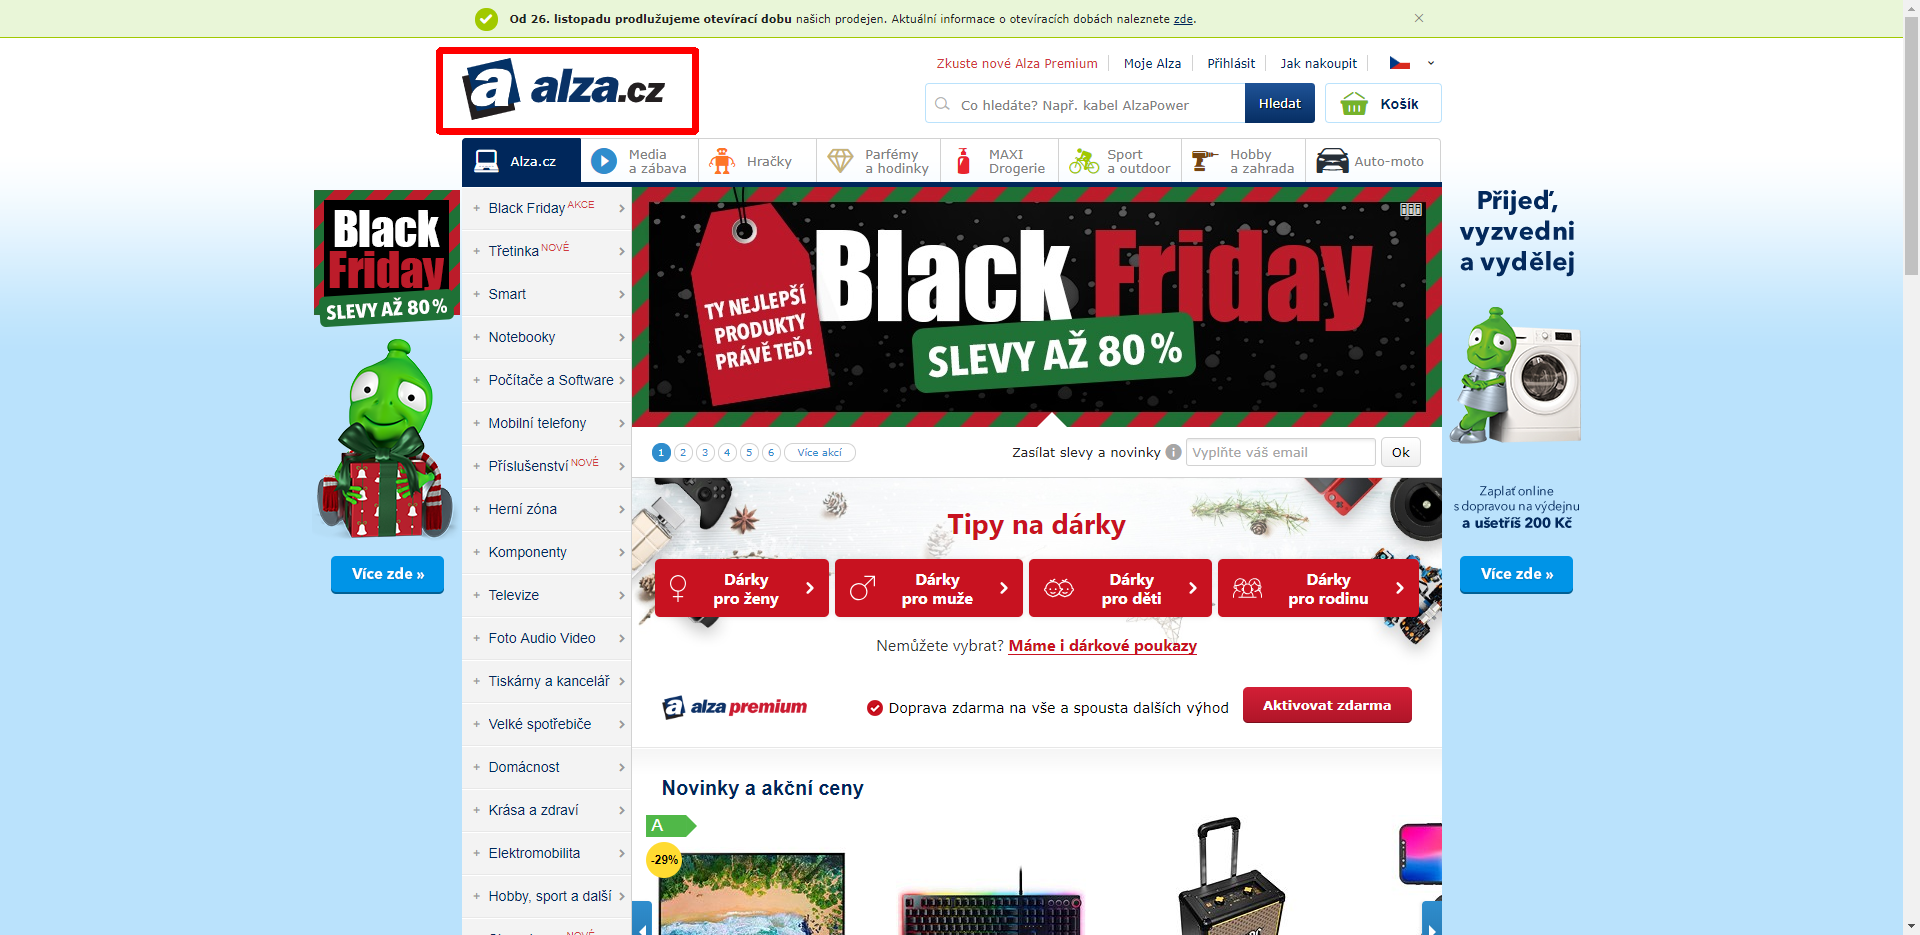 Od 26. listopadu prodlužujeme otevírací dobu našich prodejen. Aktuální informace o otevíracích dobách naleznete zde.
alza.cz
Zkuste nové Alza Premium
Moje Alza
Přihlásit
Jak nakoupit
Co hledáte? Např. kabel AlzaPower
Hledat
Košík
Alza.cz
Media
a zábava
Hračky
Parfémy
a hodinky
MAXI
Drogerie
Sport
a outdoor
Hobby
a zahrada
Auto-moto
Black
Friday
SLEVY AŽ 80 %
Více zde »
Black Friday AKCE
Třetinka NOVÉ
Smart
Notebooky
Počítače a Software
Mobilní telefony
Příslušenství NOVÉ
Herní zóna
Komponenty
Televize
Foto Audio Video
Tiskárny a kancelář
Velké spotřebiče
Domácnost
Krása a zdraví
Elektromobilita
Hobby, sport a další
NOVÉ
TY NEJLEPŠÍ
PRODUKTY
PRÁVĚ TEĎ!
Black Friday
SLEVY AŽ 80 %
1 2 3 4 5 6 Více akcí
Zasílat slevy a novinky
Vyplňte váš email
Ok
Tipy na dárky
Dárky
pro ženy
Dárky
pro muže
Dárky
pro děti
Dárky
pro rodinu
Nemůžete vybrat? Máme i dárkové poukazy
alza premium
Doprava zdarma na vše a spousta dalších výhod
Aktivovat zdarma
Novinky a akční ceny
A
-29%
Přijeď,
vyzvedni
a vydělej
Zaplať online
s dopravou na výdejnu
a ušetříš 200 Kč
Více zde »